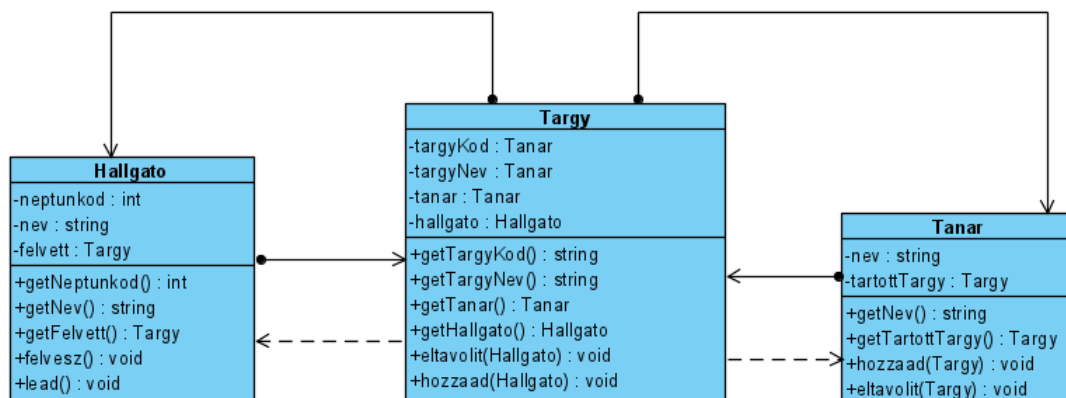 Hallgato
-neptunkod : int
-nev : string
-felvett : Targy
+getNeptunkod() : int
+getNev() : string
+getFelvett() : Targy
+felvesz() : void
+lead() : void
Targy
-targyKod : Tanar
-targyNev : Tanar
-tanar : Tanar
-hallgato : Hallgato
+getTargyKod() : string
+getTargyNev() : string
+getTanar() : Tanar
+getHallgato() : Hallgato
+eltavolit(Hallgato) : void
+hozzaad(Hallgato) : void
Tanar
-nev : string
-tartottTargy : Targy
+getNev() : string
+getTartottTargy() : Targy
+hozzaad(Targy) : void
+eltavolit(Targy) : void